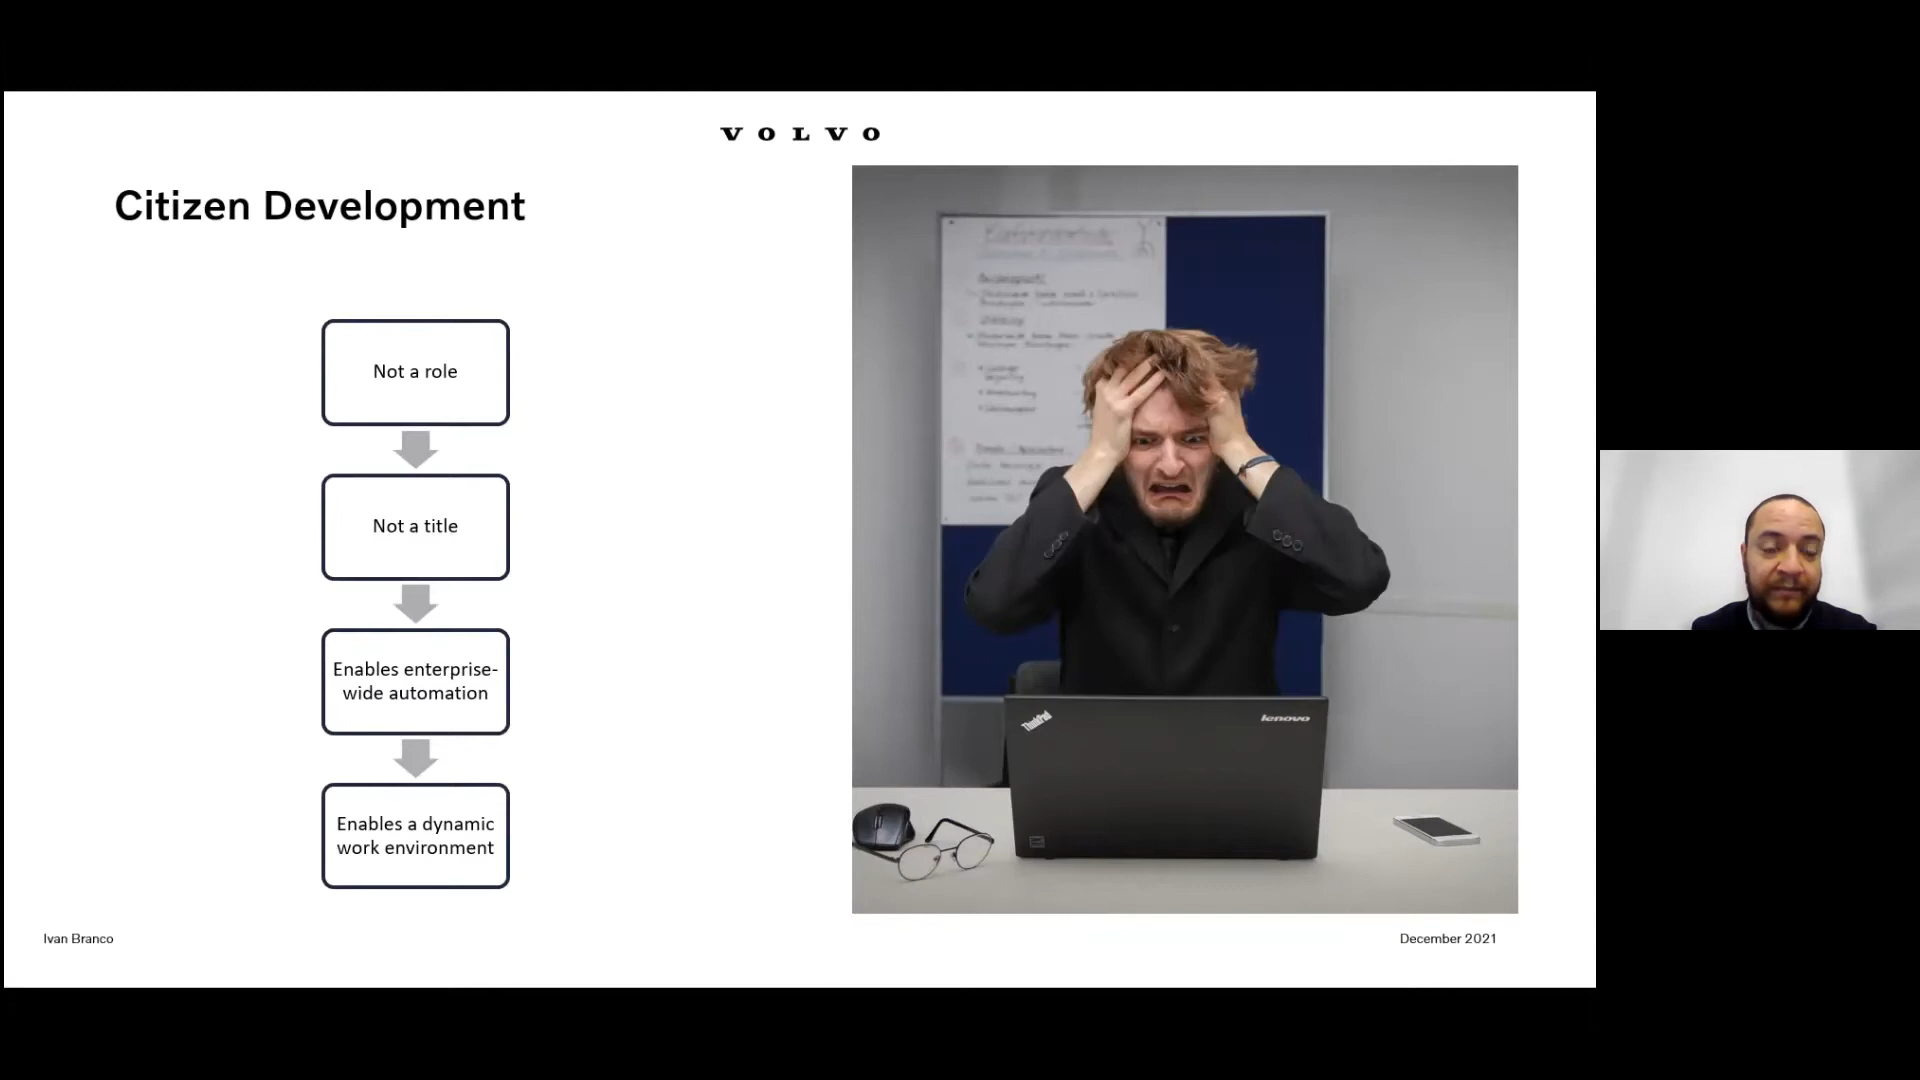 VOLVO
Citizen Development
Not a role
Not a title
Enables enterprise-
wide automation
Enables a dynamic
work environment
ThinkPad
lenovo
Ivan Branco
December 2021